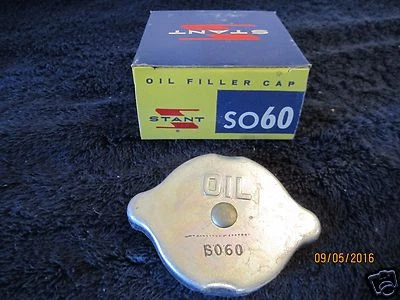 STANT
OIL FILLER CAP
STANT
SO60
OIL
SO60
09/05/2016